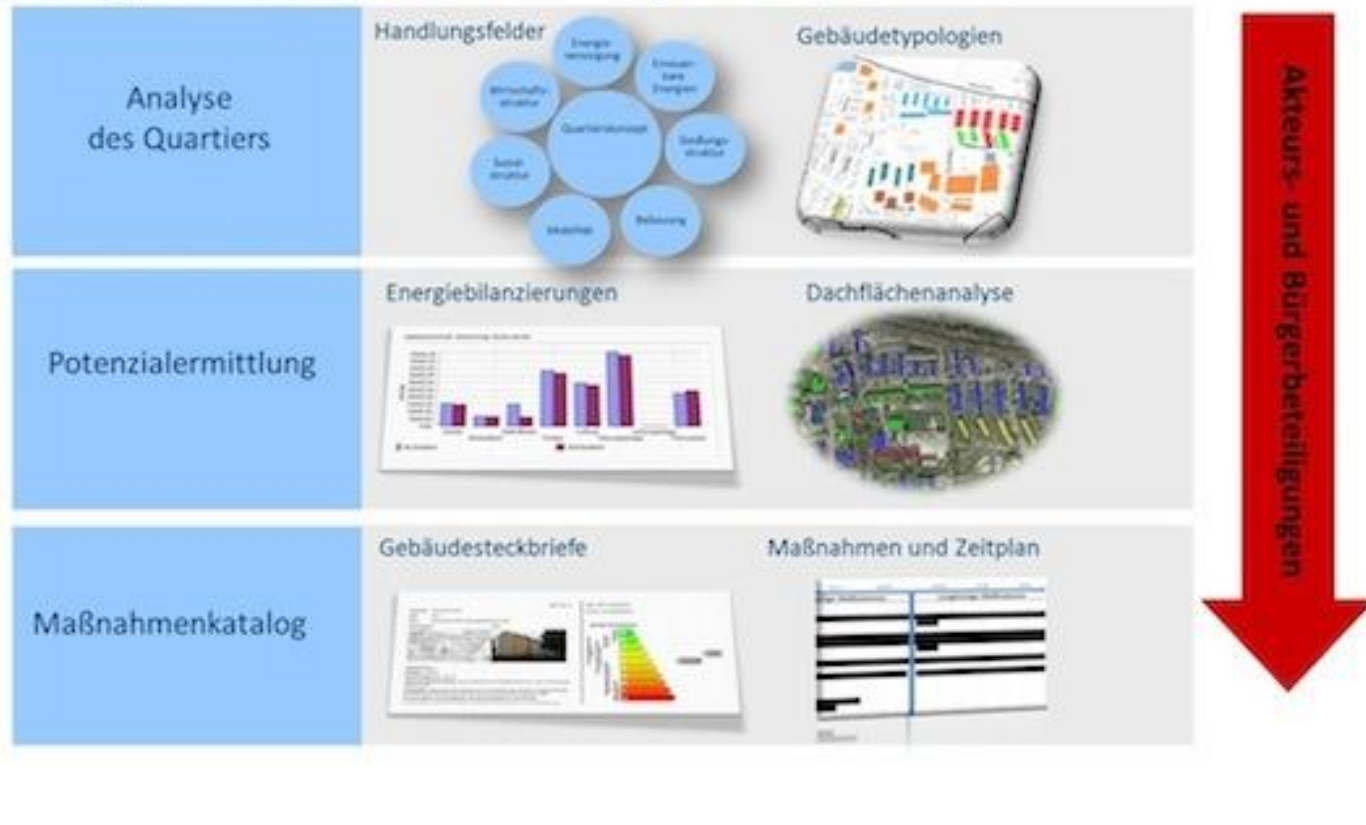 Analyse
des Quartiers
Handlungsfelder
Energie-
versorgung
Erneuer-
bare
Energien
Wirtschafts-
struktur
Quartierskonzept
Siedlungs-
struktur
Sozial-
struktur
Mobilität
Bebauung
Gebäudetypologien
Potenzialermittlung
Energiebilanzierungen
Dachflächenanalyse
Maßnahmenkatalog
Gebäudesteckbriefe
Maßnahmen und Zeitplan
Akteurs- und Bürgerbeteiligungen